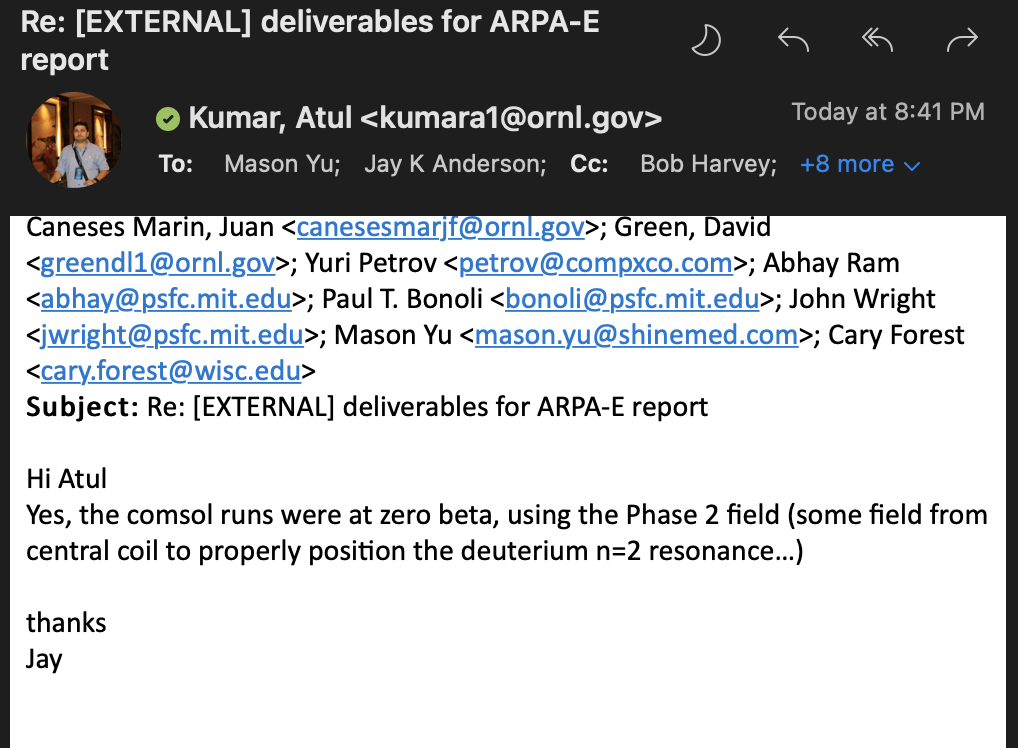 Re: [EXTERNAL] deliverables for ARPA-E
report
Kumar, Atul <kumara1@ornl.gov>
Today at 8:41 PM
To: Mason Yu; Jay K Anderson; Cc: Bob Harvey; +8 more
Caneses Marin, Juan <canesesmarjf@ornl.gov>; Green, David
<greendl1@ornl.gov>; Yuri Petrov <petrov@compxco.com>; Abhay Ram
<abhay@psfc.mit.edu>; Paul T. Bonoli <bonoli@psfc.mit.edu>; John Wright
<jwright@psfc.mit.edu>; Mason Yu <mason.yu@shinemed.com>; Cary Forest
<cary.forest@wisc.edu>
Subject: Re: [EXTERNAL] deliverables for ARPA-E report
Hi Atul
Yes, the comsol runs were at zero beta, using the Phase 2 field (some field from
central coil to properly position the deuterium n=2 resonance...)
thanks
Jay